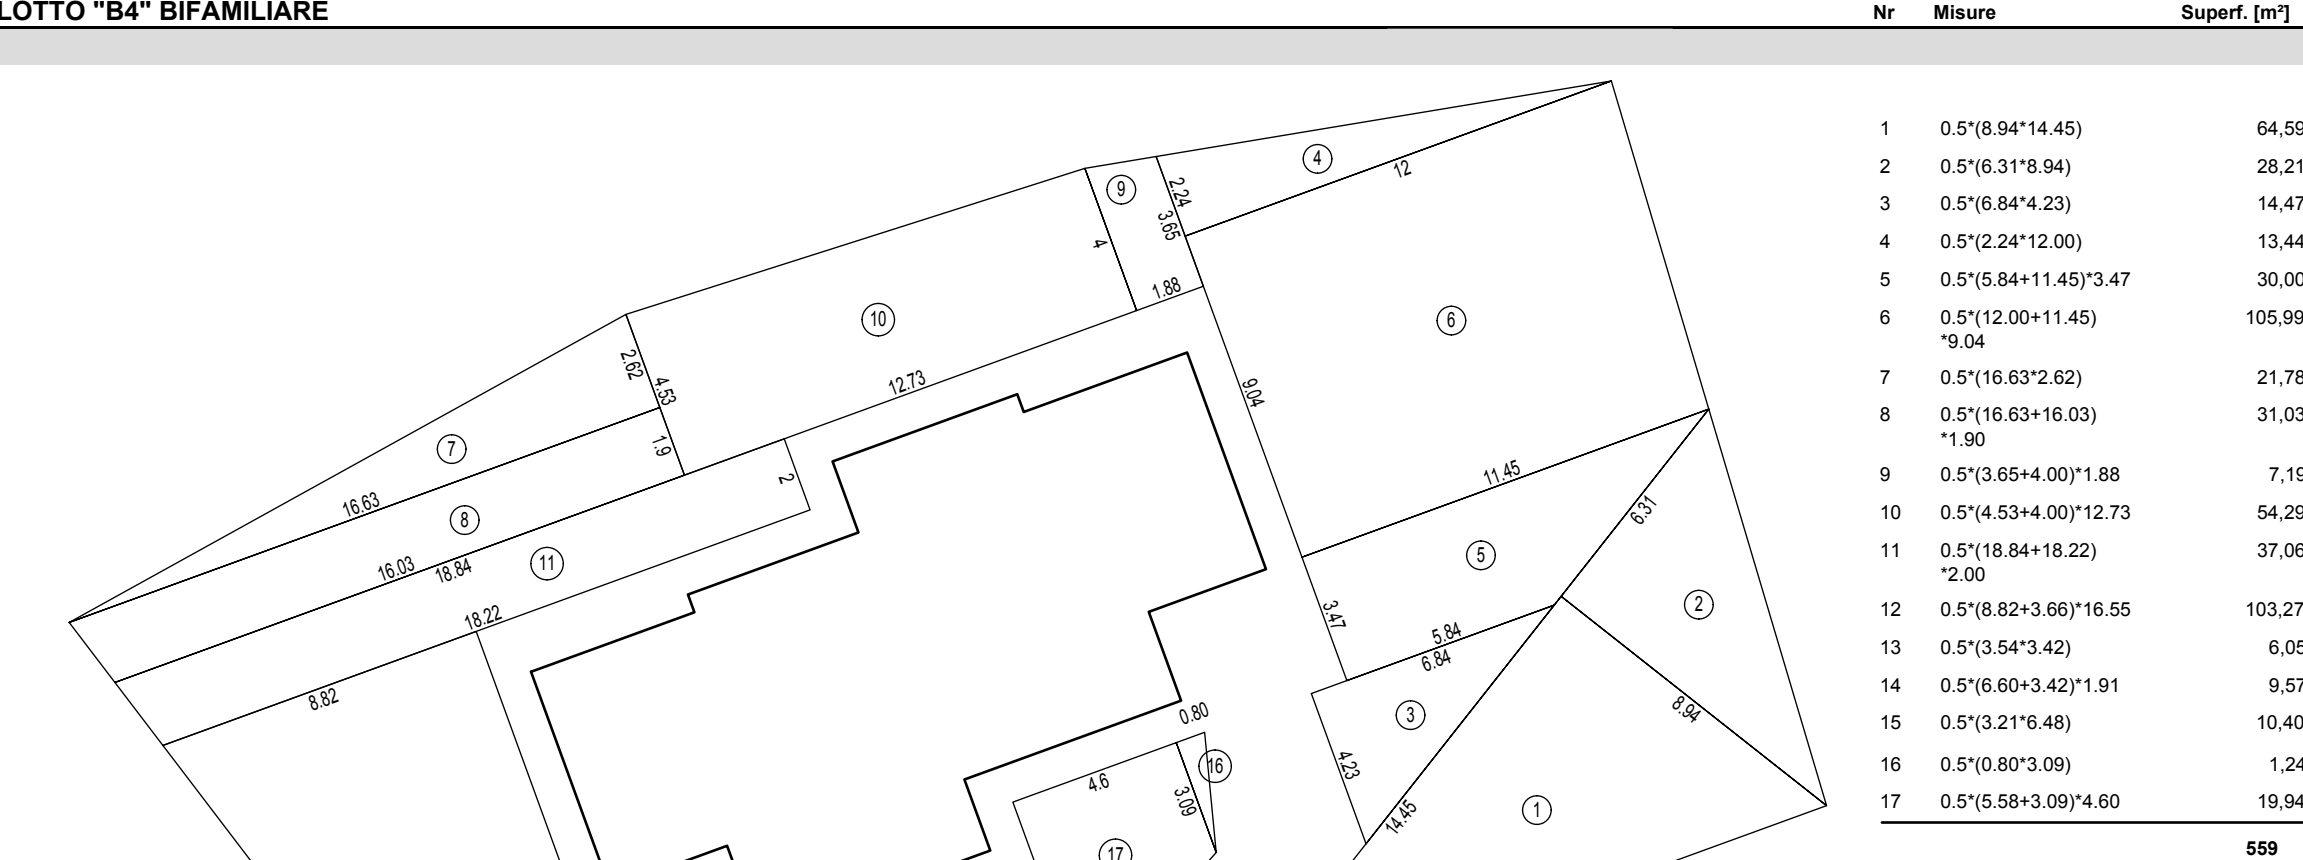 LOTTO "B4" BIFAMILIARE
Nr Misure Superf. [m²]
1 0.5*(8.94*14.45) 64,59
2 0.5*(6.31*8.94) 28,21
3 0.5*(6.84*4.23) 14,47
4 0.5*(2.24*12.00) 13,44
5 0.5*(5.84+11.45)*3.47 30,00
6 0.5*(12.00+11.45) 105,99
*9.04
7 0.5*(16.63*2.62) 21,78
8 0.5*(16.63+16.03) 31,03
*1.90
9 0.5*(3.65+4.00)*1.88 7,19
10 0.5*(4.53+4.00)*12.73 54,29
11 0.5*(18.84+18.22) 37,06
*2.00
12 0.5*(8.82+3.66)*16.55 103,27
13 0.5*(3.54*3.42) 6,05
14 0.5*(6.60+3.42)*1.91 9,57
15 0.5*(3.21*6.48) 10,40
16 0.5*(0.80*3.09) 1,24
17 0.5*(5.58+3.09)*4.60 19,94
559
4
12
9
2.24
3.65
4
1.88
10
6
2.62
4.53
12.73
9.04
7
1.9
2
11.45
16.63
8
6.31
16.03
18.84
11
5
18.22
3.47
2
5.84
6.84
8.82
3
8.94
0.80
4.23
16
4.6
3.09
14.45
1
17